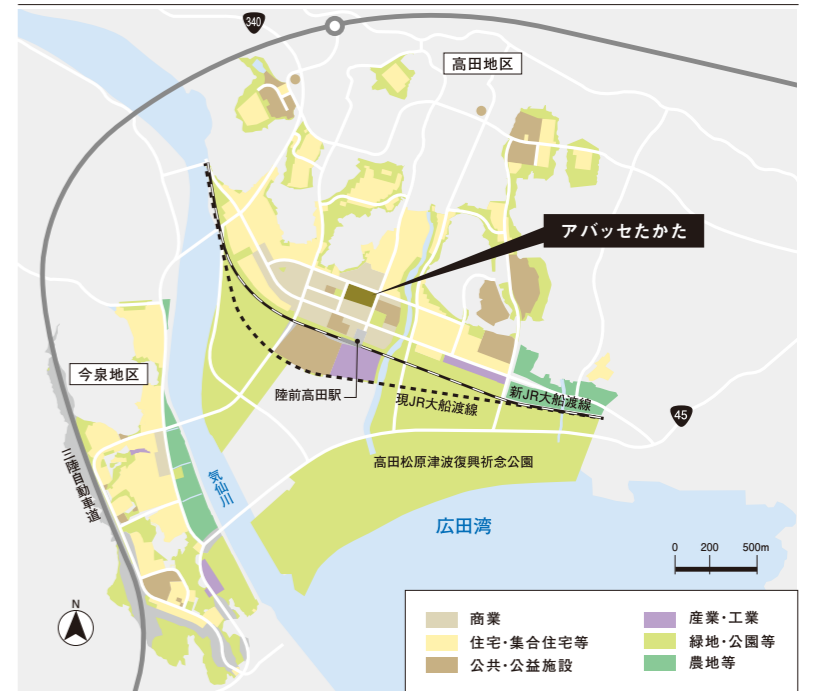 340
高田地区
アバッセたかた
今泉地区
陸前高田駅
現JR大船渡線
新JR大船渡線
45
三陸自動車道
気仙川
高田松原津波復興祈念公園
広田湾
0 200 500m
N
商業
住宅・集合住宅等
公共・公益施設
産業・工業
緑地・公園等
農地等